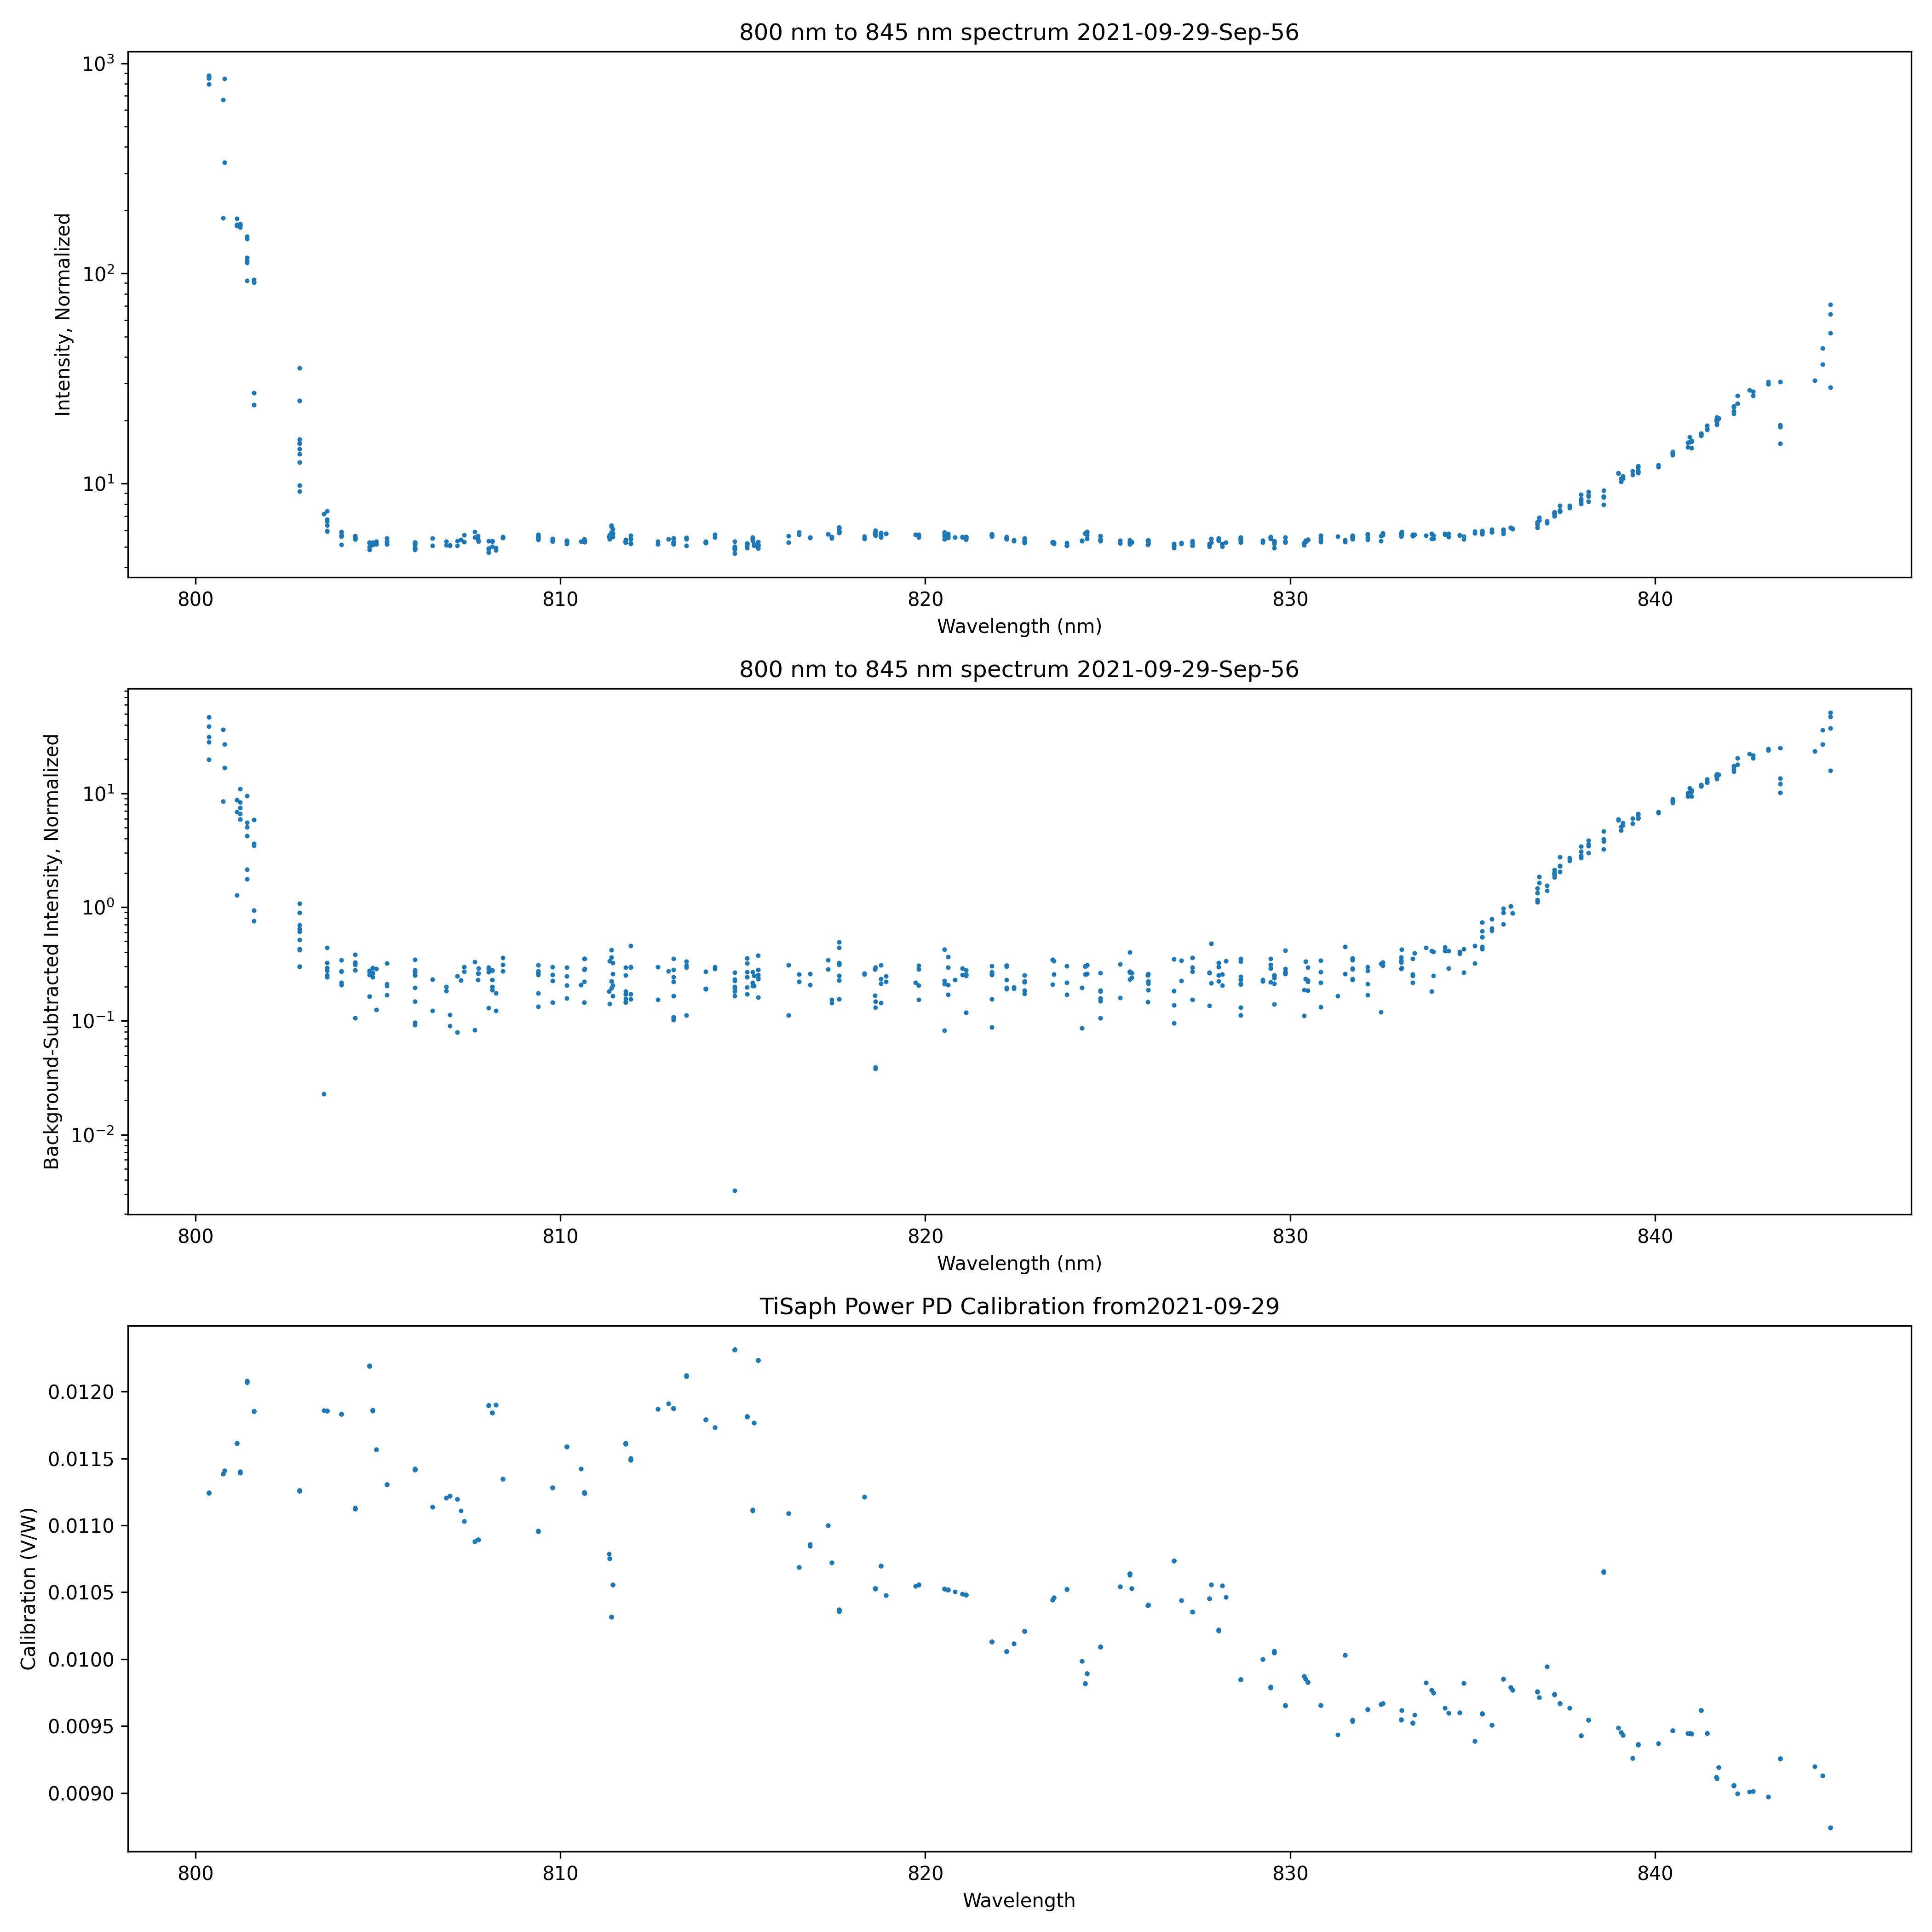 800 nm to 845 nm spectrum 2021-09-29-Sep-56
Intensity, Normalized
10³
10²
10¹
800 810 820 830 840
Wavelength (nm)
800 nm to 845 nm spectrum 2021-09-29-Sep-56
Background-Subtracted Intensity, Normalized
10¹
10⁰
10⁻¹
10⁻²
800 810 820 830 840
Wavelength (nm)
TiSaph Power PD Calibration from2021-09-29
Calibration (V/W)
0.0120
0.0115
0.0110
0.0105
0.0100
0.0095
0.0090
800 810 820 830 840
Wavelength